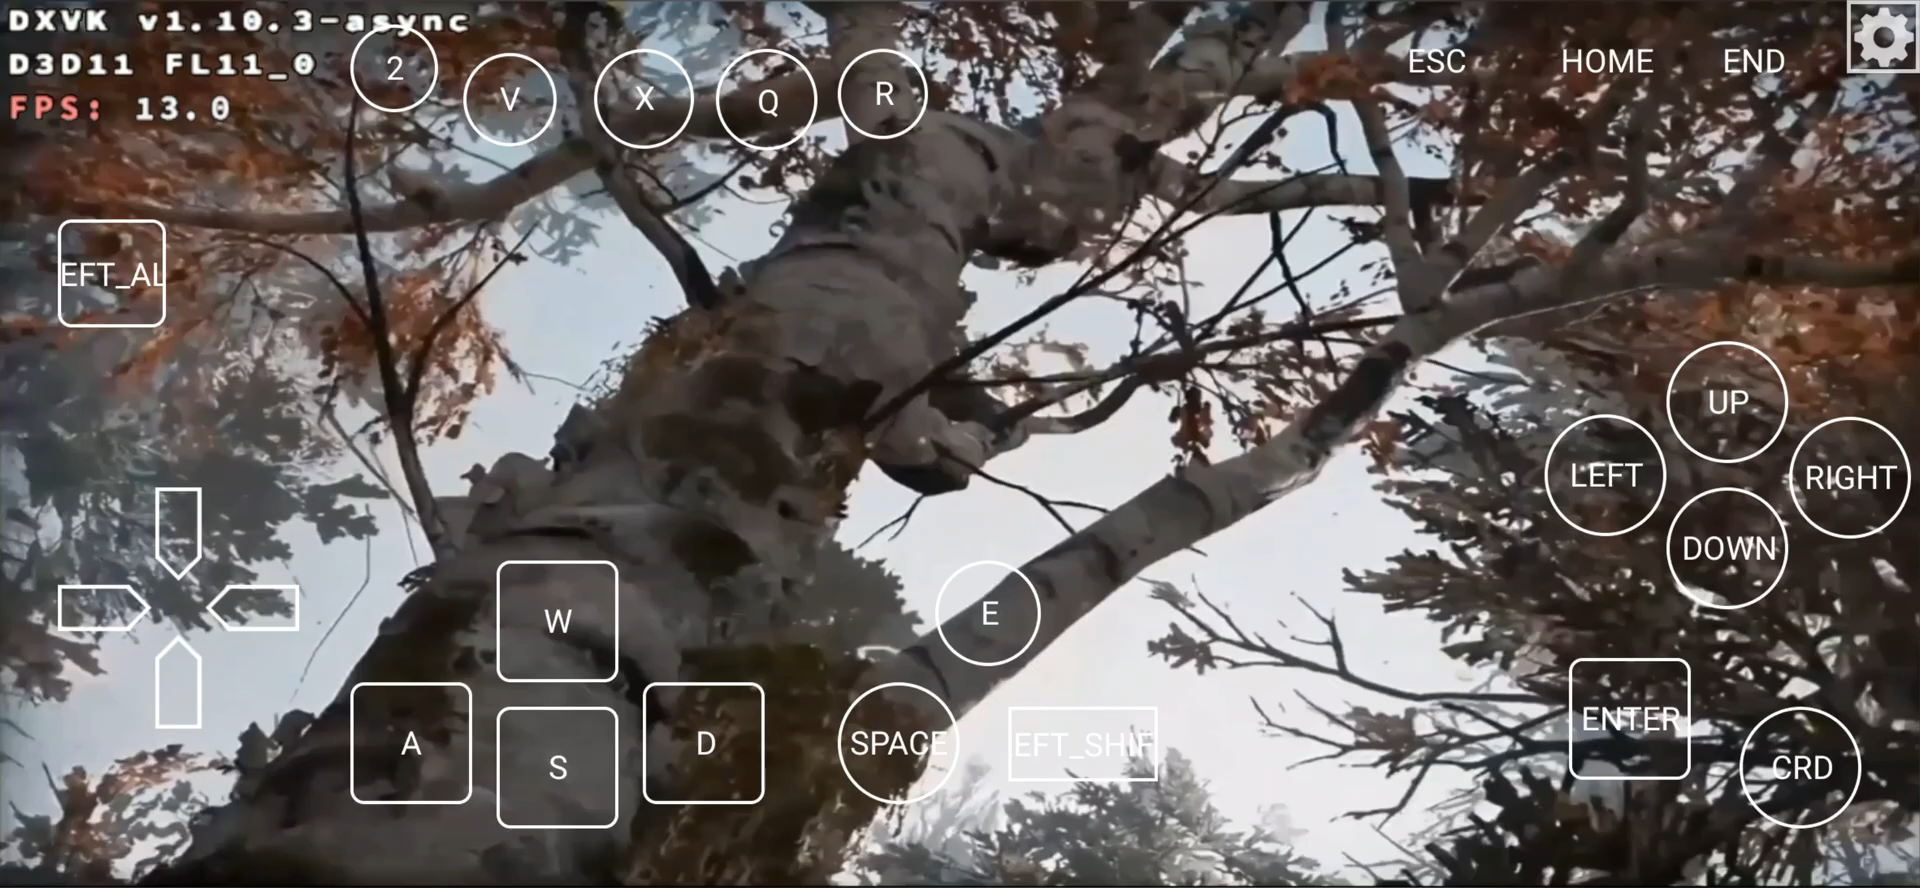 DXVK v1.10.3-async
D3D11 FL11_0
FPS: 13.0
2
V
X
Q
R
ESC
HOME
END
EFT_AL
UP
LEFT
RIGHT
DOWN
W
E
A
S
D
SPACE
EFT_SHIF
ENTER
CRD